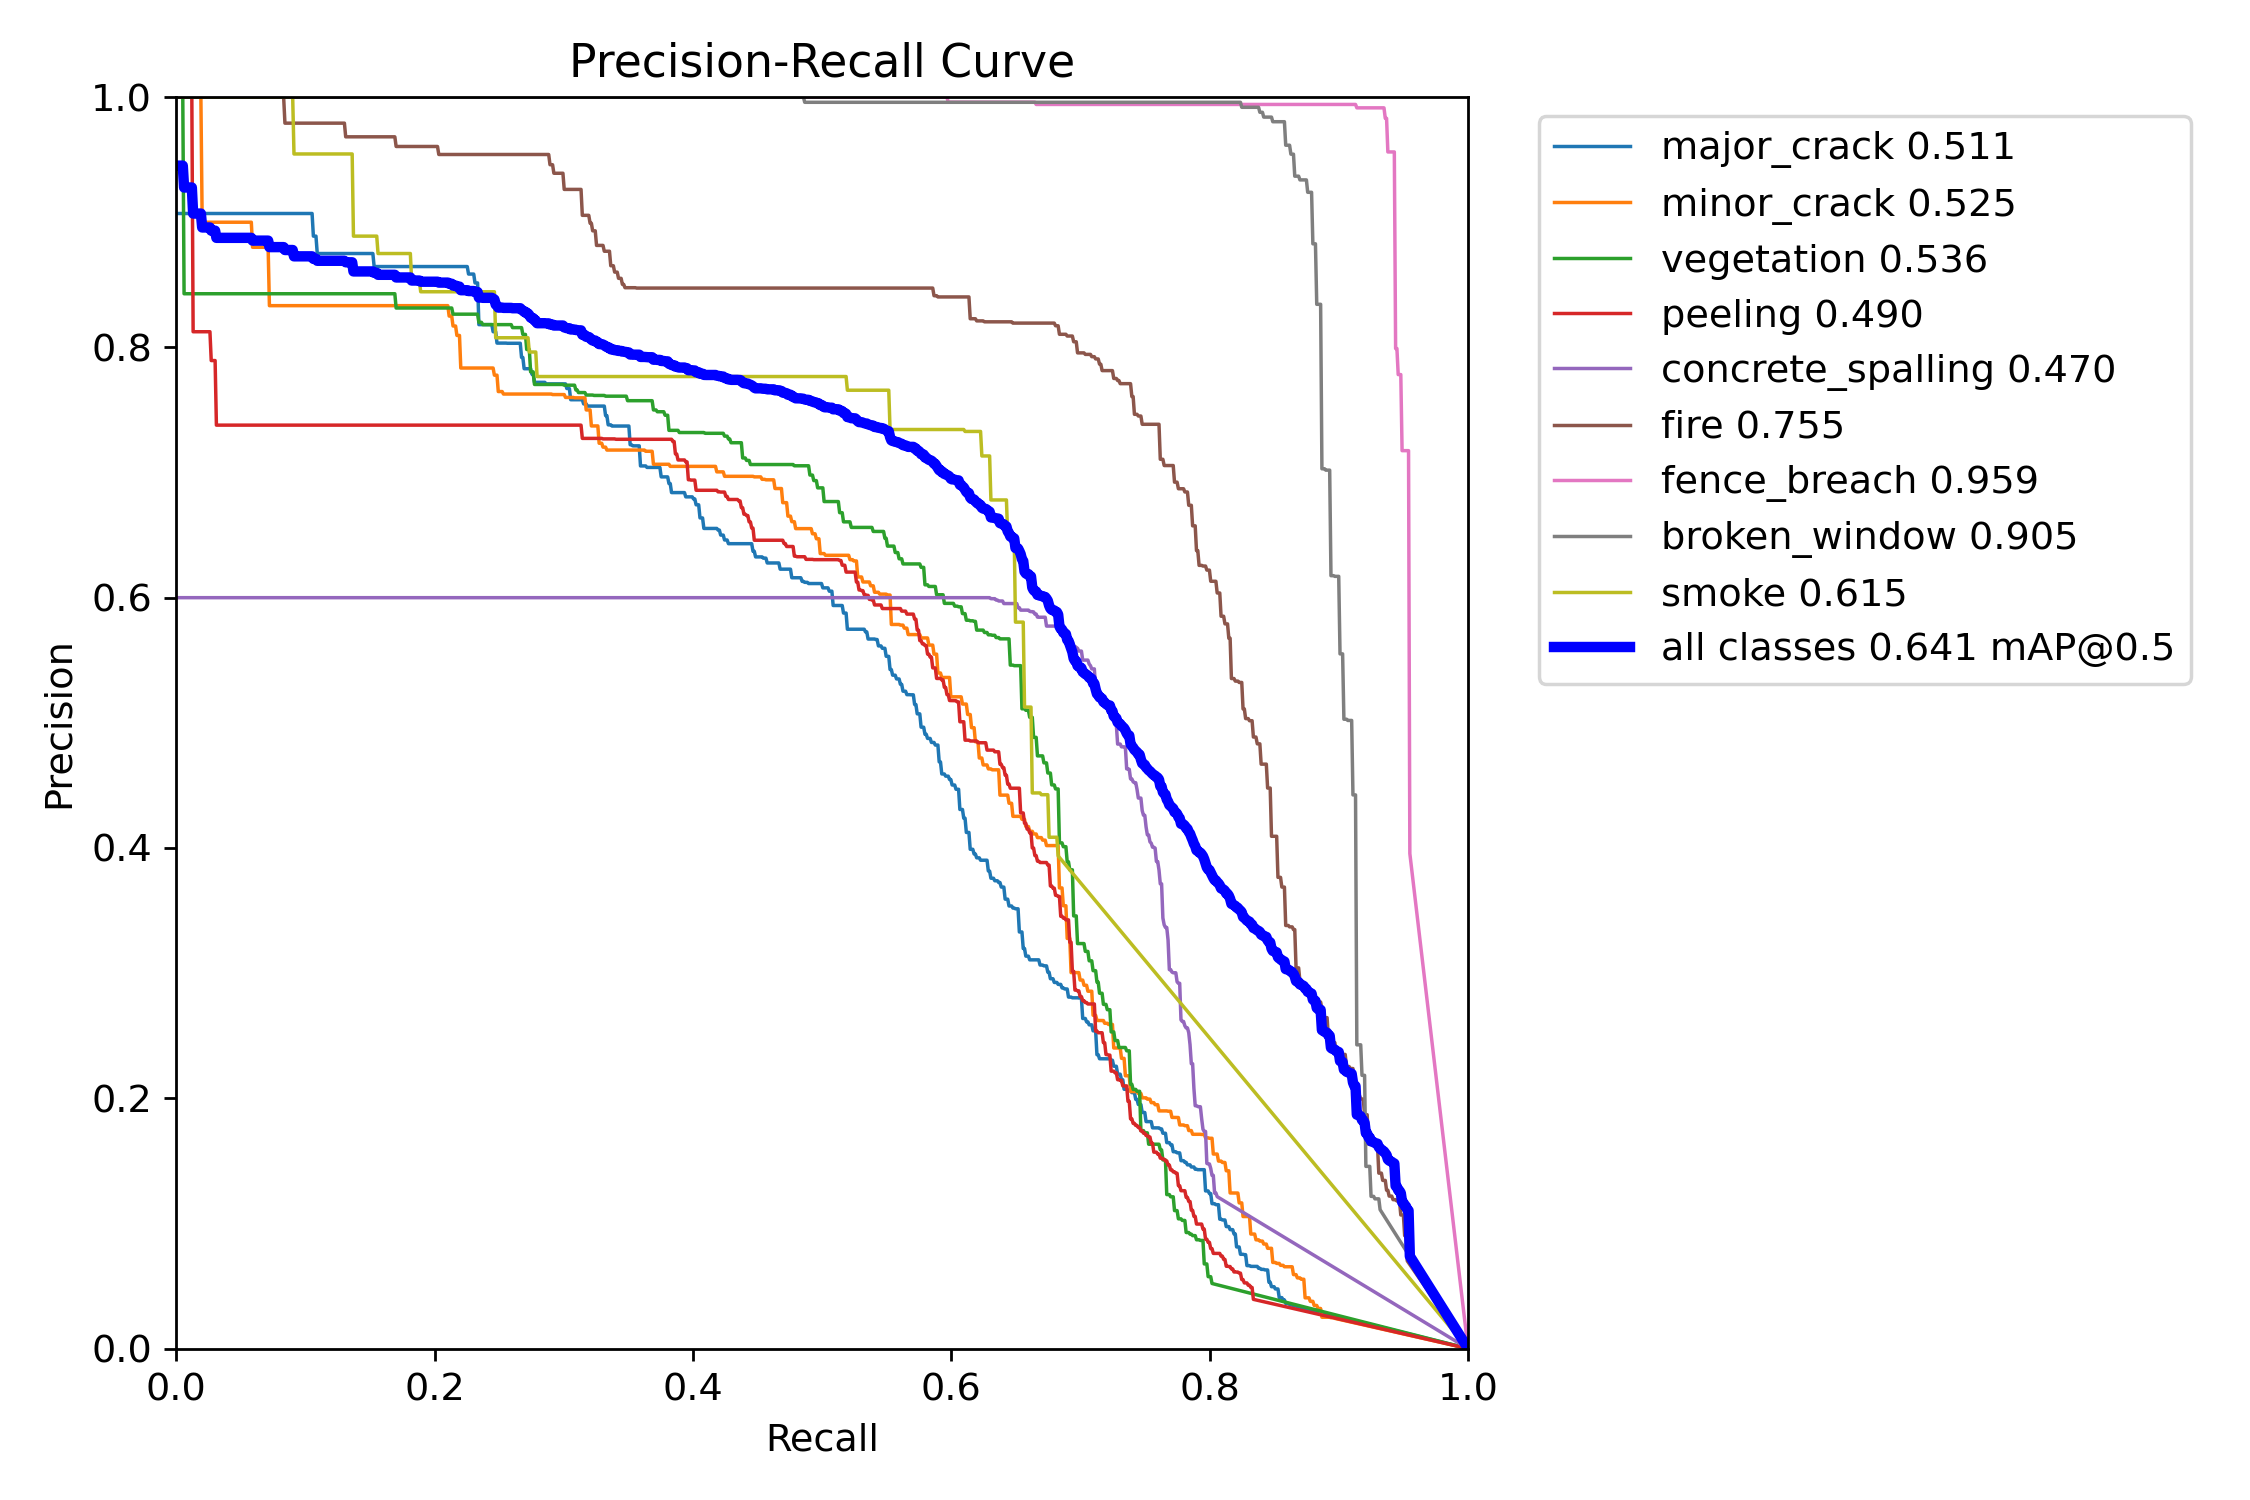 Precision-Recall Curve
1.0
0.8
0.6
0.4
0.2
0.0
Precision
0.0 0.2 0.4 0.6 0.8 1.0
Recall
major_crack 0.511
minor_crack 0.525
vegetation 0.536
peeling 0.490
concrete_spalling 0.470
fire 0.755
fence_breach 0.959
broken_window 0.905
smoke 0.615
all classes 0.641 mAP@0.5